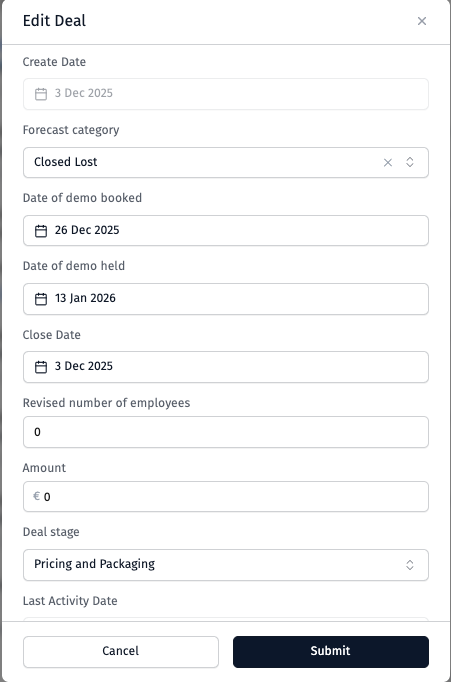 Edit Deal
Create Date
3 Dec 2025
Forecast category
Closed Lost
Date of demo booked
26 Dec 2025
Date of demo held
13 Jan 2026
Close Date
3 Dec 2025
Revised number of employees
0
Amount
€ 0
Deal stage
Pricing and Packaging
Last Activity Date
Cancel Submit